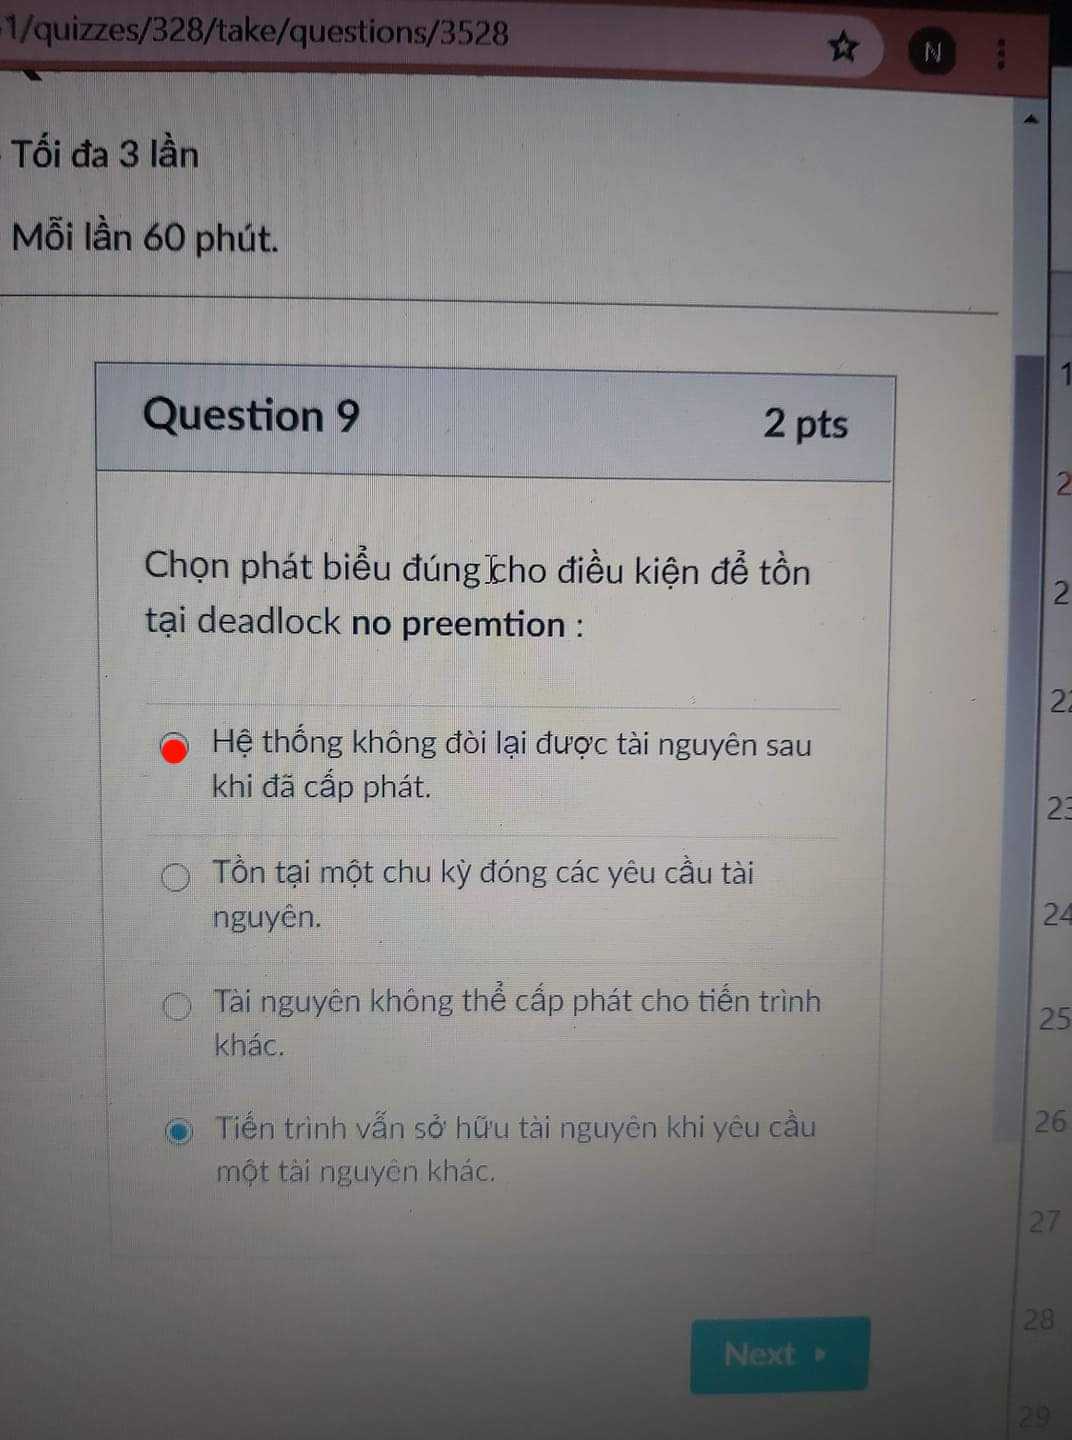 1/quizzes/328/take/questions/3528
N
Tối đa 3 lần
Mỗi lần 60 phút.
Question 9
2 pts
Chọn phát biểu đúng cho điều kiện để tồn
tại deadlock no preemtion :
Hệ thống không đòi lại được tài nguyên sau
khi đã cấp phát.
Tồn tại một chu kỳ đóng các yêu cầu tài
nguyên.
Tài nguyên không thể cấp phát cho tiến trình
khác.
Tiến trình vẫn sở hữu tài nguyên khi yêu cầu
một tài nguyên khác.
Next
1
2
2
22
23
24
25
26
27
28
29